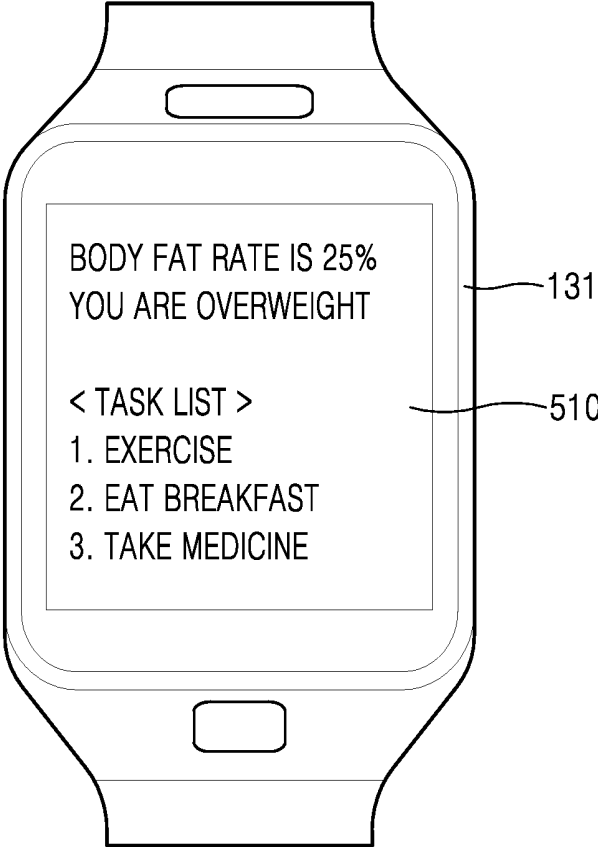 BODY FAT RATE IS 25%
YOU ARE OVERWEIGHT
131
< TASK LIST >
510
1. EXERCISE
2. EAT BREAKFAST
3. TAKE MEDICINE